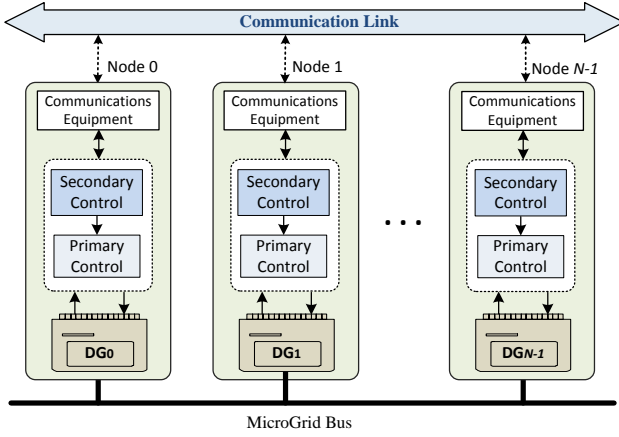 Communication Link
Node 0
Node 1
Node N-1
Communications
Equipment
Secondary
Control
Primary
Control
DG0
Communications
Equipment
Secondary
Control
Primary
Control
DG1
. . .
Communications
Equipment
Secondary
Control
Primary
Control
DGN-1
MicroGrid Bus